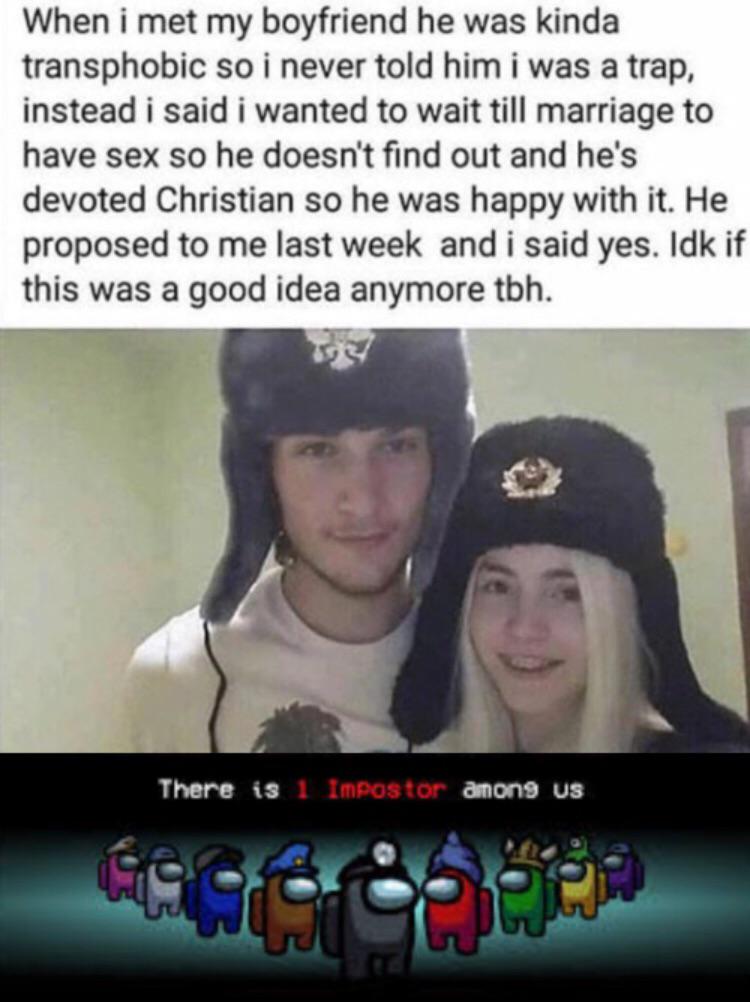 When i met my boyfriend he was kinda
transphobic so i never told him i was a trap,
instead i said i wanted to wait till marriage to
have sex so he doesn't find out and he's
devoted Christian so he was happy with it. He
proposed to me last week and i said yes. Idk if
this was a good idea anymore tbh.
There is 1 Impostor among us